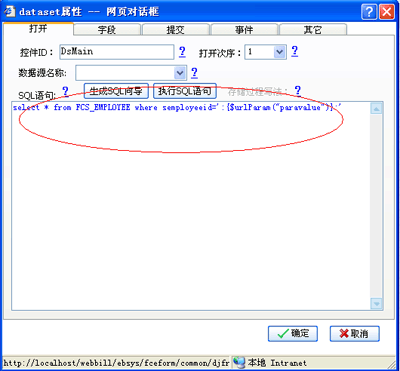 dataset属性 -- 网页对话框
打开 字段 提交 事件 其它
控件ID： DsMain ? 打开次序： 1 ?
数据源名称: ?
SQL语句: ? 生成SQL向导 执行SQL语句 存储过程写法： ?
select * from FCS_EMPLOYEE where semployeeid=':{$urlParam("paravalue")}:'
确定 取消
http://localhost/webbill/ebsys/fceform/common/djfr 本地 Intranet